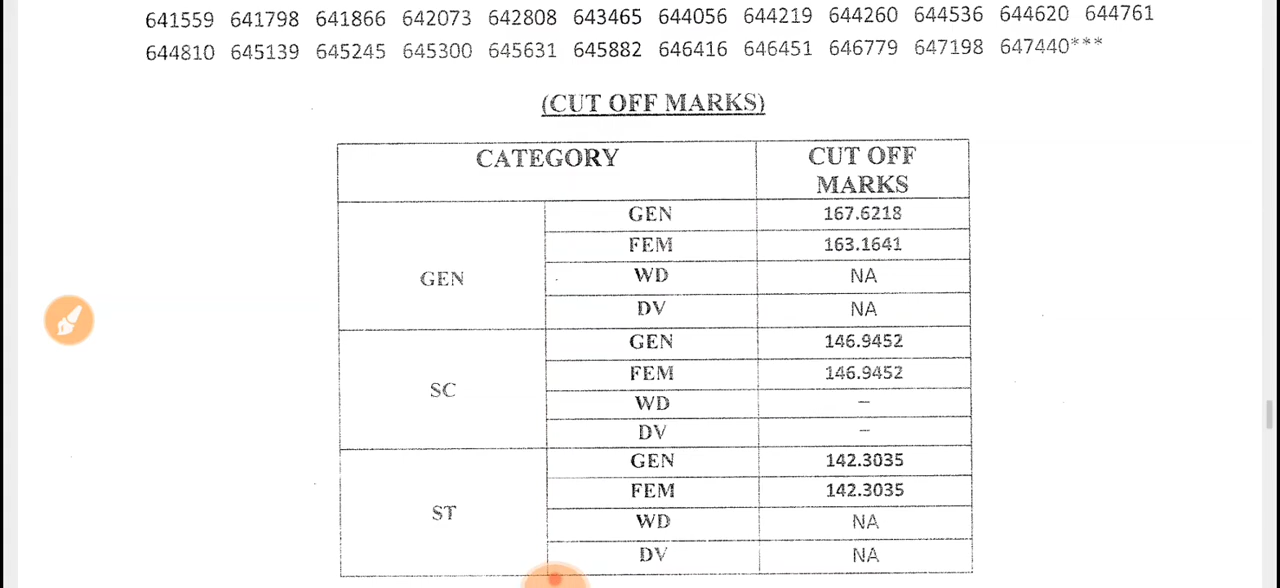 641559 641798 641866 642073 642808 643465 644056 644219 644260 644536 644620 644761
644810 645139 645245 645300 645631 645882 646416 646451 646779 647198 647440***
(CUT OFF MARKS)
CATEGORY CUT OFF
MARKS
GEN 167.6218
FEM 163.1641
GEN WD NA
DV NA
GEN 146.9452
FEM 146.9452
SC
WD –
DV –
GEN 142.3035
FEM 142.3035
ST
WD NA
DV NA